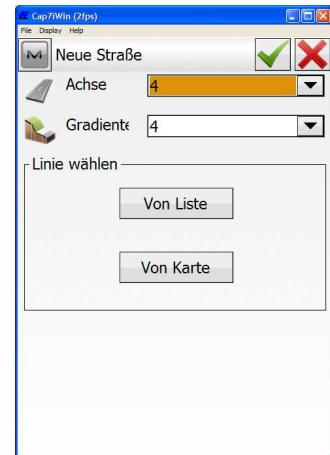 Cap7iWin (2fps)
File Display Help
M Neue Straße
Achse 4
Gradiente 4
Linie wählen
Von Liste
Von Karte